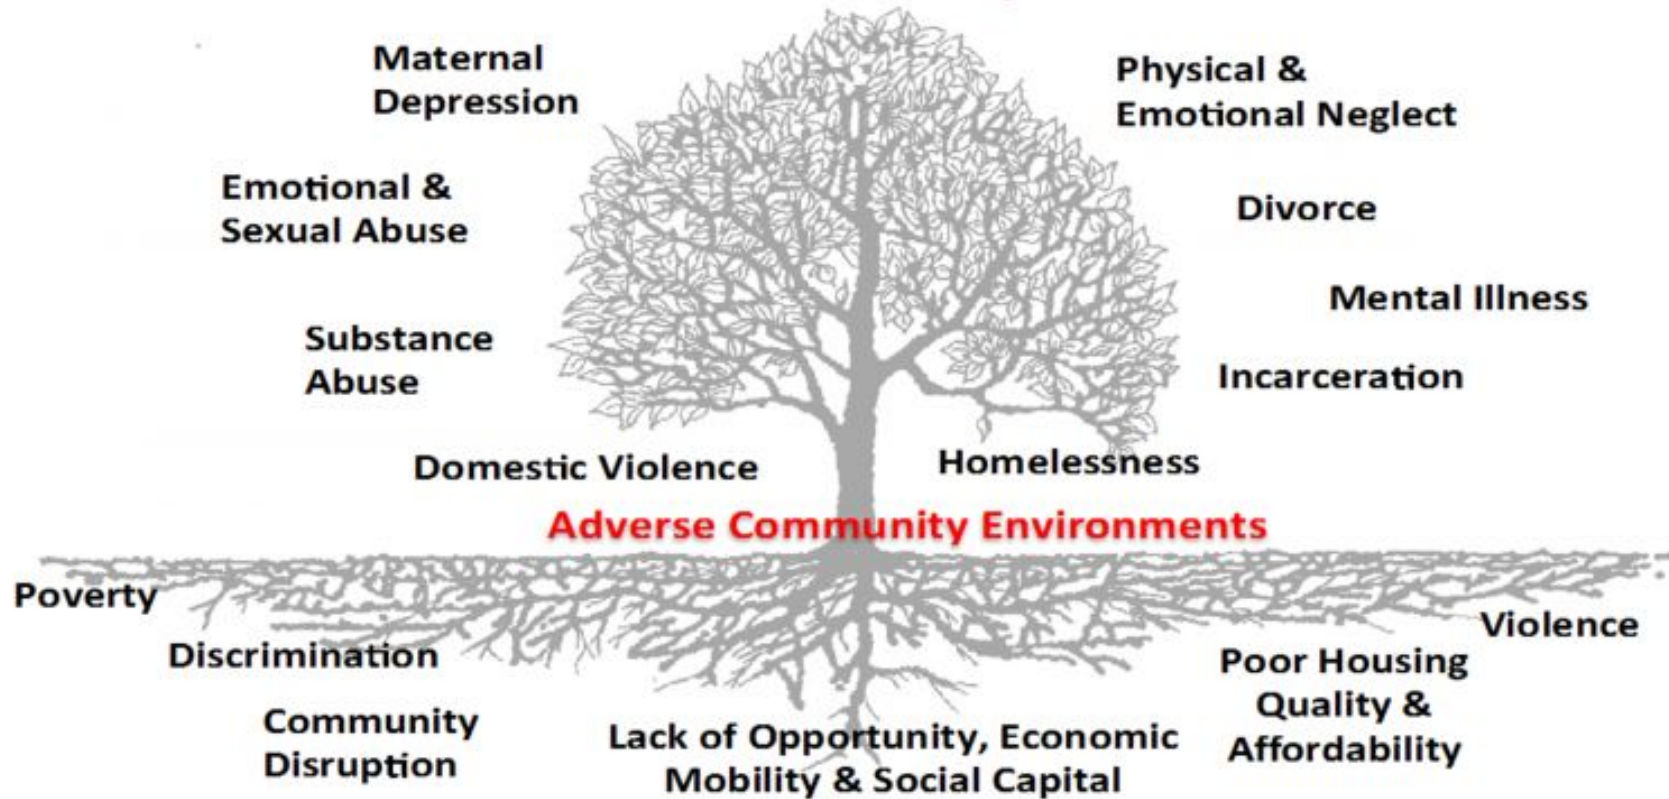 Maternal
Depression
Physical &
Emotional Neglect
Emotional &
Sexual Abuse
Divorce
Substance
Abuse
Mental Illness
Incarceration
Domestic Violence
Homelessness
Adverse Community Environments
Poverty
Violence
Discrimination
Poor Housing
Quality &
Affordability
Community
Disruption
Lack of Opportunity, Economic
Mobility & Social Capital